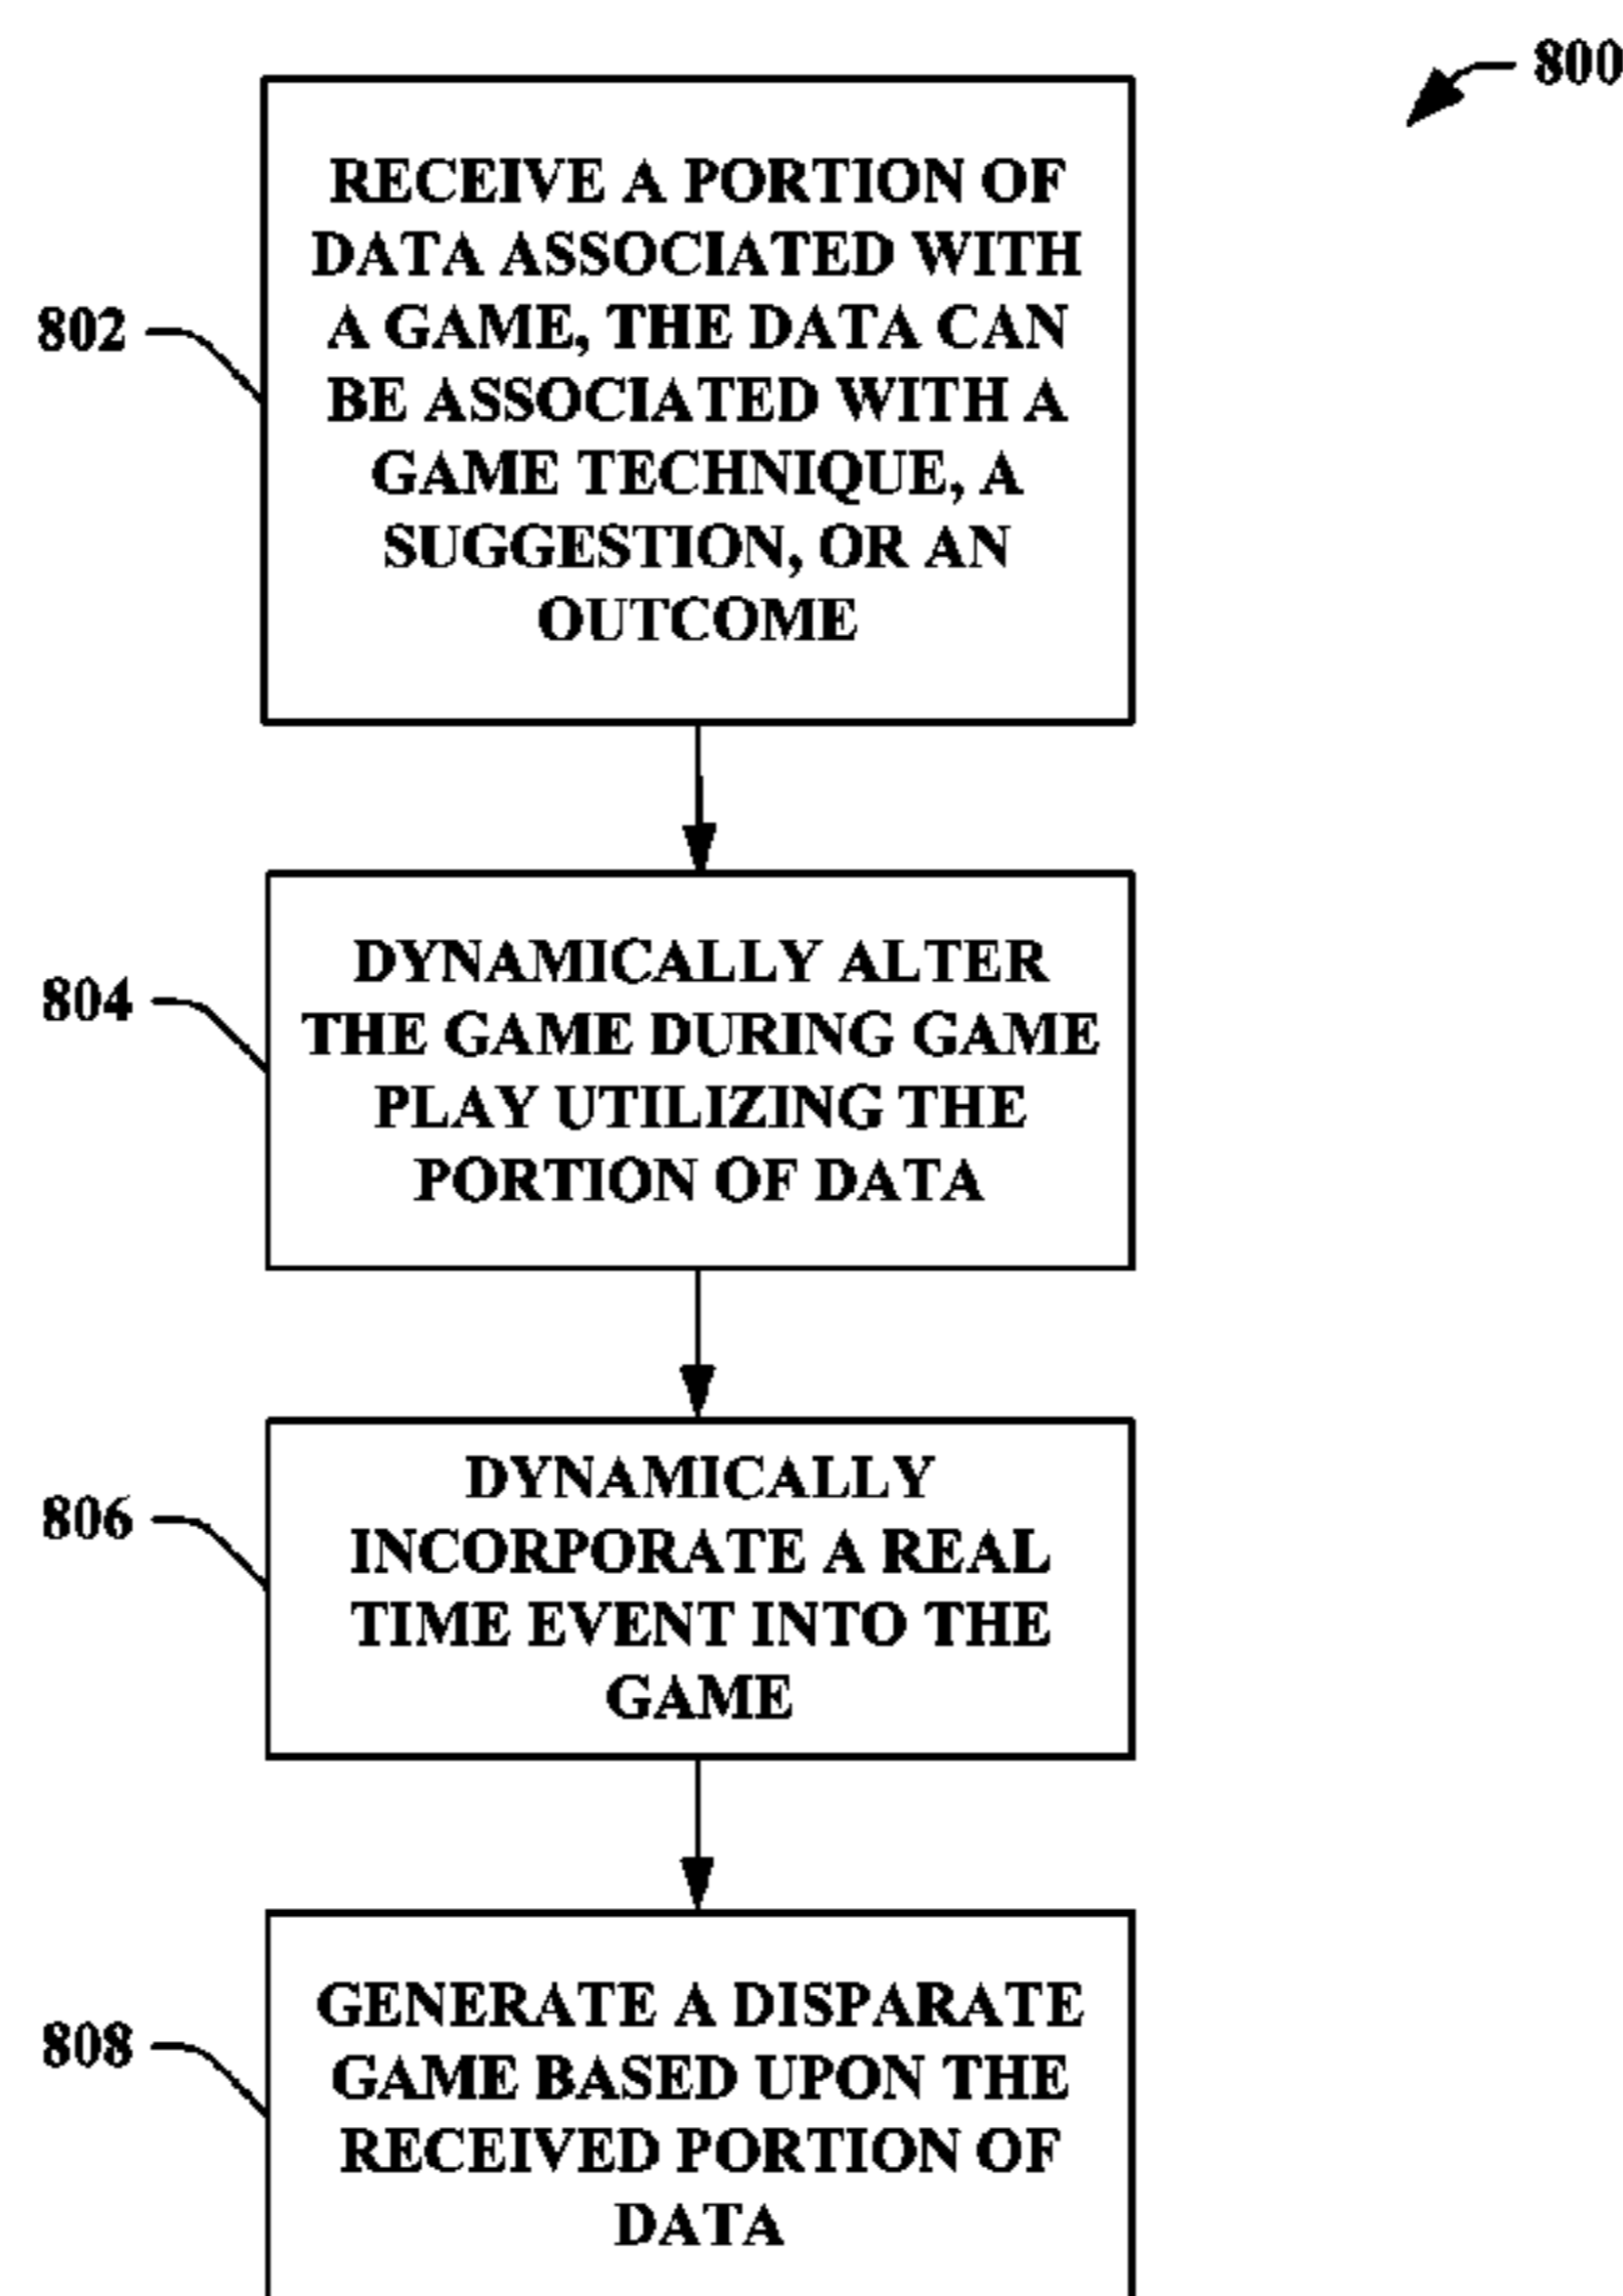 800
RECEIVE A PORTION OF
DATA ASSOCIATED WITH
A GAME, THE DATA CAN
BE ASSOCIATED WITH A
GAME TECHNIQUE, A
SUGGESTION, OR AN
OUTCOME
802
DYNAMICALLY ALTER
THE GAME DURING GAME
PLAY UTILIZING THE
PORTION OF DATA
804
DYNAMICALLY
INCORPORATE A REAL
TIME EVENT INTO THE
GAME
806
GENERATE A DISPARATE
GAME BASED UPON THE
RECEIVED PORTION OF
DATA
808